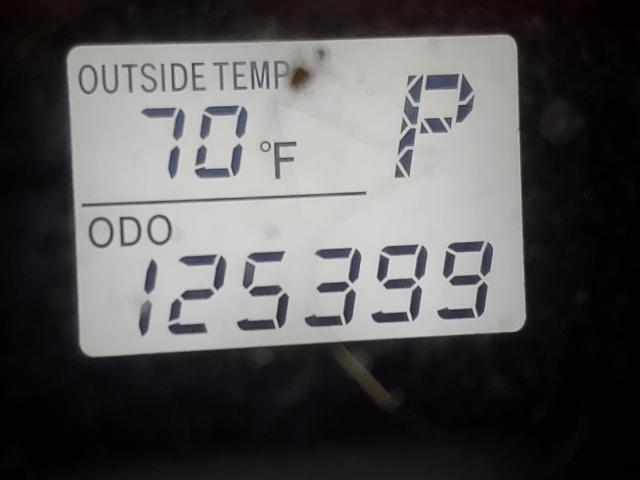 OUTSIDE TEMP
70 °F P
ODO
125399